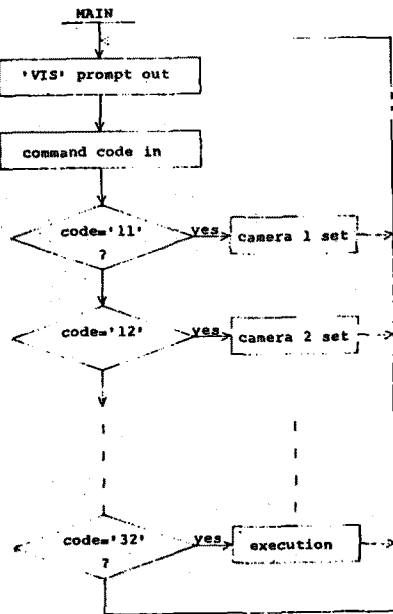 MAIN
'VIS' prompt out
command code in
code='11'
?
yes
camera 1 set
code='12'
yes
camera 2 set
code='32'
?
yes
execution